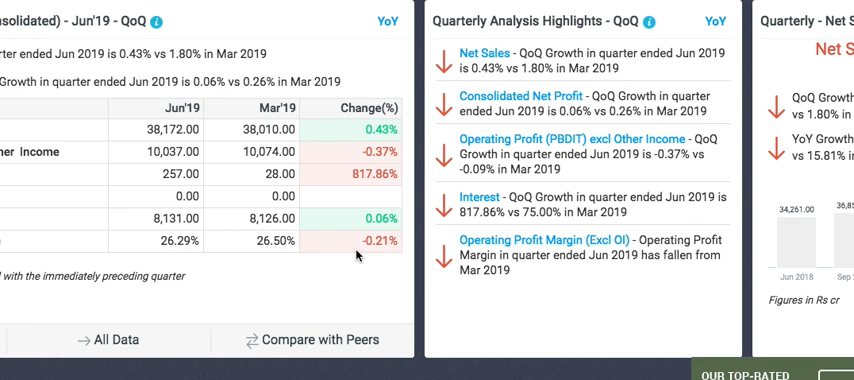 nsolidated) - Jun'19 - QoQ
YoY
rter ended Jun 2019 is 0.43% vs 1.80% in Mar 2019
Growth in quarter ended Jun 2019 is 0.06% vs 0.26% in Mar 2019
Jun'19 Mar'19 Change(%)
38,172.00 38,010.00 0.43%
her Income 10,037.00 10,074.00 -0.37%
257.00 28.00 817.86%
0.00 0.00
8,131.00 8,126.00 0.06%
) 26.29% 26.50% -0.21%
d with the immediately preceding quarter
All Data
Compare with Peers
Quarterly Analysis Highlights - QoQ
YoY
Net Sales - QoQ Growth in quarter ended Jun 2019
is 0.43% vs 1.80% in Mar 2019
Consolidated Net Profit - QoQ Growth in quarter
ended Jun 2019 is 0.06% vs 0.26% in Mar 2019
Operating Profit (PBDIT) excl Other Income - QoQ
Growth in quarter ended Jun 2019 is -0.37% vs
-0.09% in Mar 2019
Interest - QoQ Growth in quarter ended Jun 2019 is
817.86% vs 75.00% in Mar 2019
Operating Profit Margin (Excl OI) - Operating Profit
Margin in quarter ended Jun 2019 has fallen from
Mar 2019
Quarterly - Net S
Net S
QoQ Growth
vs 1.80% in
YoY Growth
vs 15.81% i
34,261.00
36,85
Jun 2018
Sep 2
Figures in Rs cr
OUR TOP-RATED